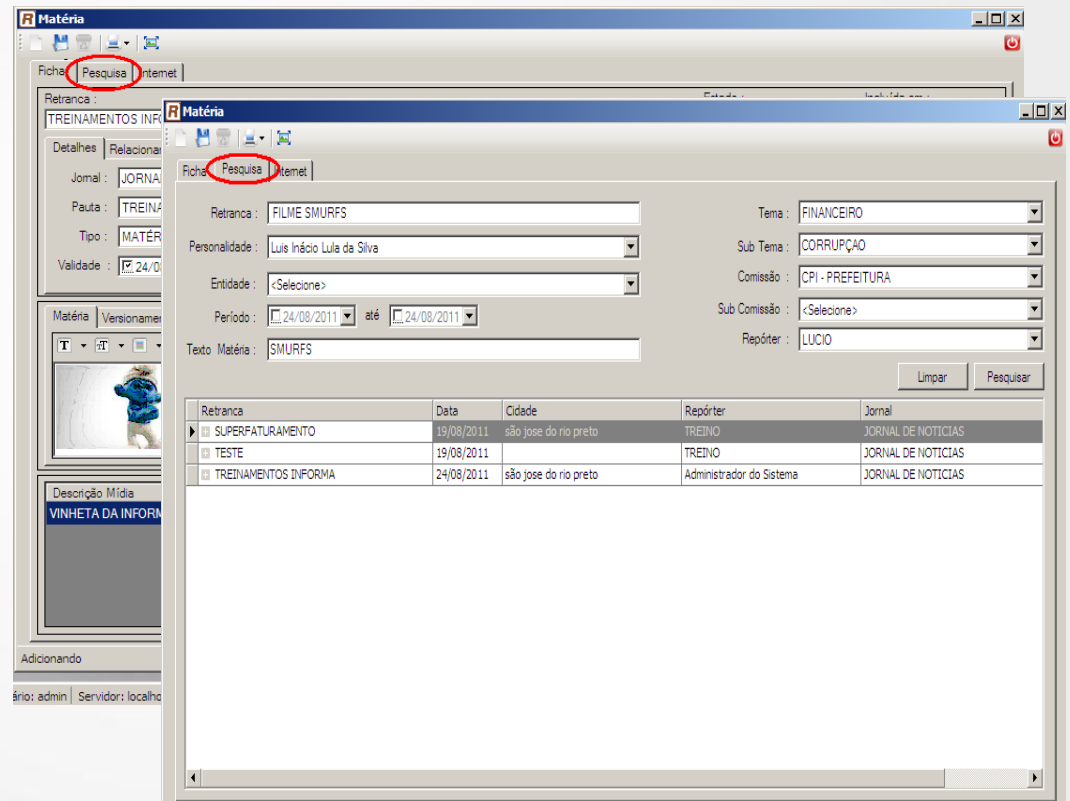 Matéria
Ficha Pesquisa Internet
Retranca :
TREINAMENTOS INFO
Detalhes Relacionar
Jornal : JORNA
Pauta : TREINA
Tipo : MATÉR
Validade : 24/0
Matéria Versionamen
Descrição Mídia
VINHETA DA INFORM
Adicionando
ário: admin Servidor: localho
Matéria
Ficha Pesquisa Internet
Retranca : FILME SMURFS
Personalidade : Luis Inácio Lula da Silva
Entidade : <Selecione>
Período : 24/08/2011 até 24/08/2011
Texto Matéria : SMURFS
Tema : FINANCEIRO
Sub Tema : CORRUPÇAO
Comissão : CPI - PREFEITURA
Sub Comissão : <Selecione>
Repórter : LUCIO
Limpar Pesquisar
Retranca Data Cidade Repórter Jornal
SUPERFATURAMENTO 19/08/2011 são jose do rio preto TREINO JORNAL DE NOTICIAS
TESTE 19/08/2011 TREINO JORNAL DE NOTICIAS
TREINAMENTOS INFORMA 24/08/2011 são jose do rio preto Administrador do Sistema JORNAL DE NOTICIAS